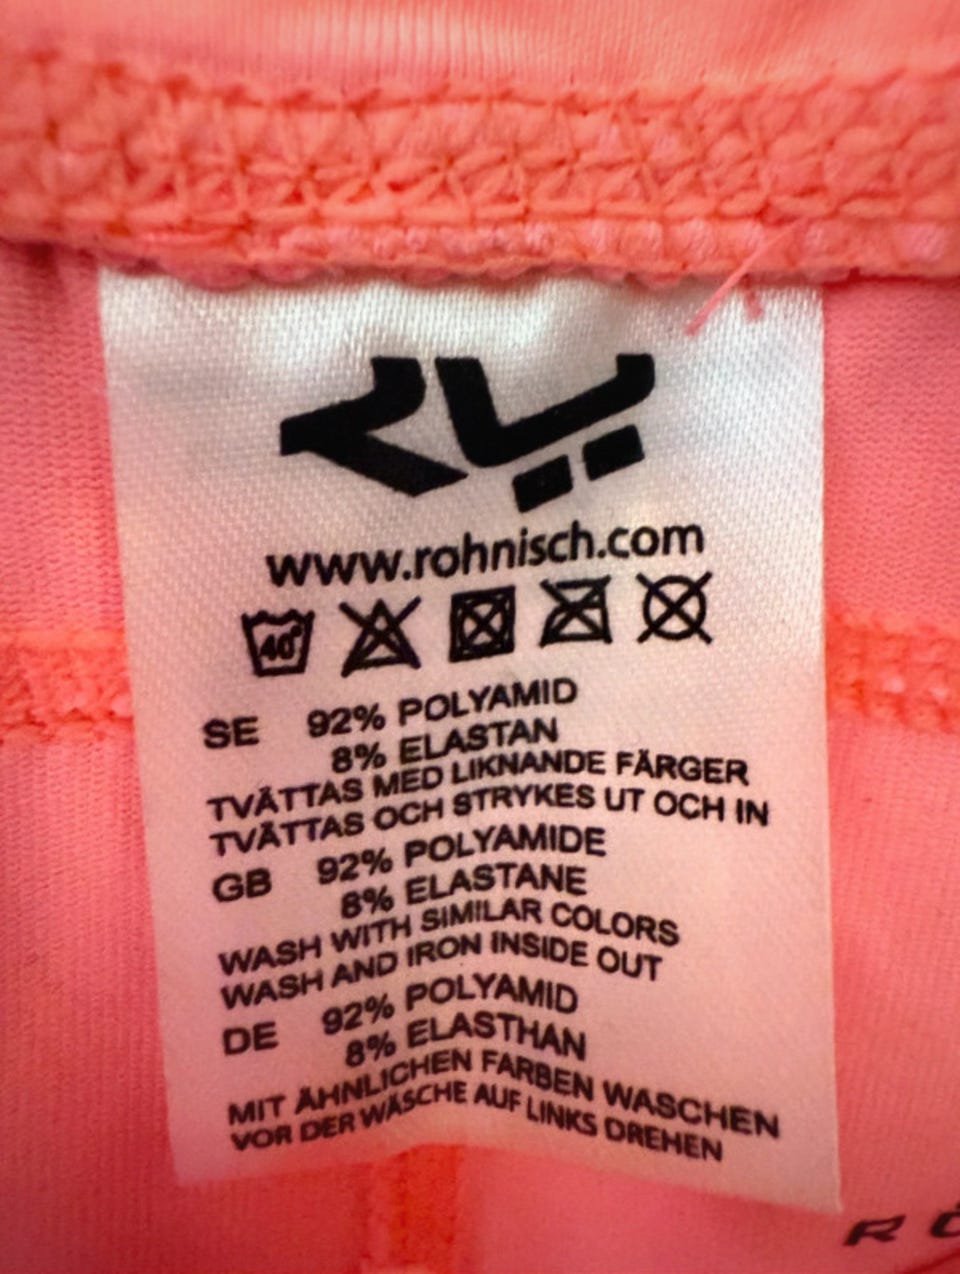 www.rohnisch.com
40°
SE 92% POLYAMID
8% ELASTAN
TVÄTTAS MED LIKNANDE FÄRGER
TVÄTTAS OCH STRYKES UT OCH IN
GB 92% POLYAMIDE
8% ELASTANE
WASH WITH SIMILAR COLORS
WASH AND IRON INSIDE OUT
DE 92% POLYAMID
8% ELASTHAN
MIT ÄHNLICHEN FARBEN WASCHEN
VOR DER WÄSCHE AUF LINKS DREHEN